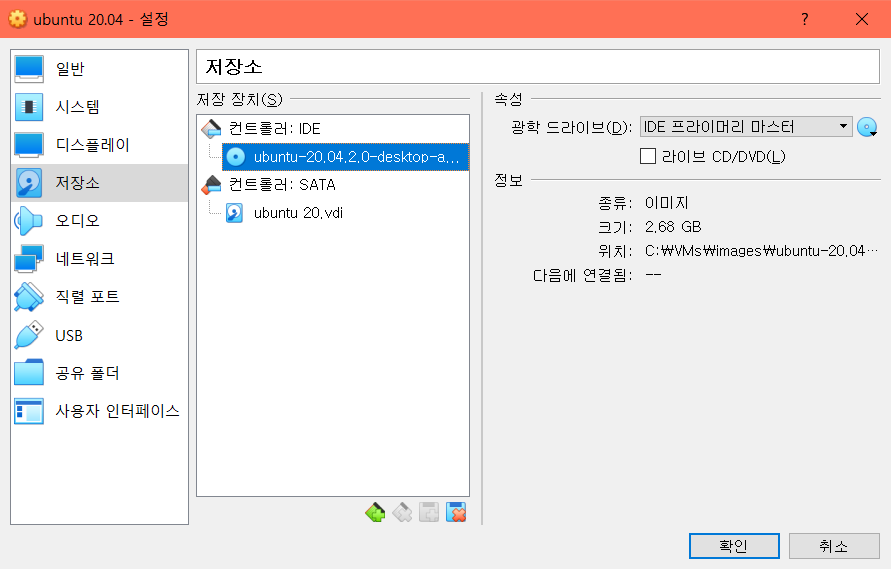 ubuntu 20.04 - 설정
?
일반
시스템
디스플레이
저장소
오디오
네트워크
직렬 포트
USB
공유 폴더
사용자 인터페이스
저장소
저장 장치(S)
컨트롤러: IDE
ubuntu-20.04.2.0-desktop-a...
컨트롤러: SATA
ubuntu 20.vdi
속성
광학 드라이브(D): IDE 프라이머리 마스터
라이브 CD/DVD(L)
정보
종류: 이미지
크기: 2.68 GB
위치: C:₩VMs₩images₩ubuntu-20.04…
다음에 연결됨: --
확인
취소